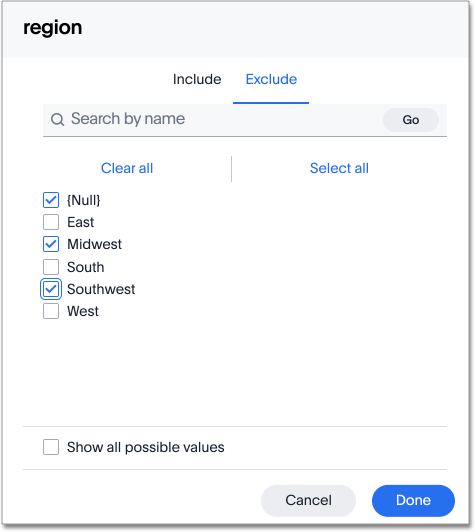 region
Include Exclude
Search by name Go
Clear all Select all
{Null}
East
Midwest
South
Southwest
West
Show all possible values
Cancel Done